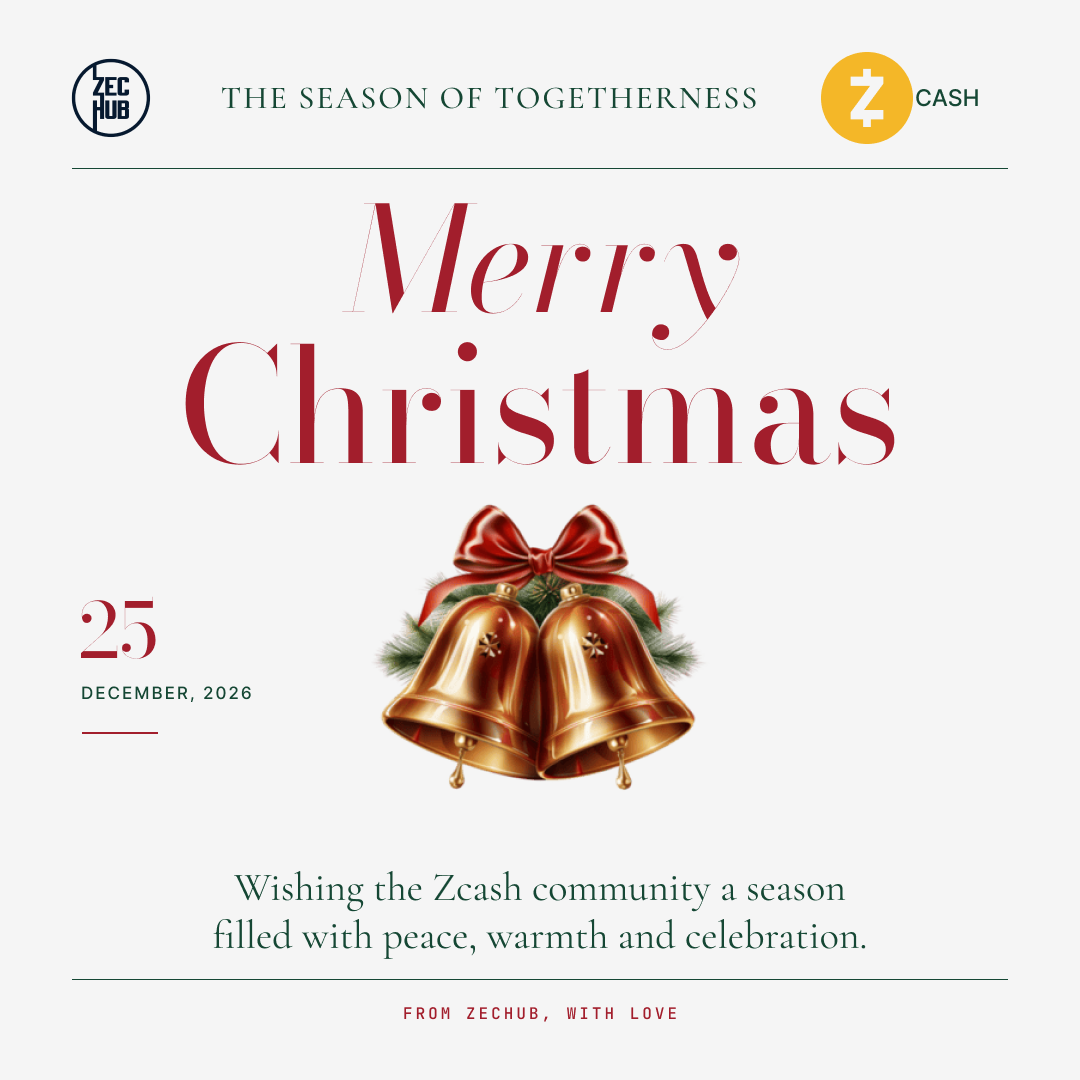 ZEC
HUB
THE SEASON OF TOGETHERNESS
Z CASH
Merry
Christmas
25
DECEMBER, 2026
Wishing the Zcash community a season
filled with peace, warmth and celebration.
FROM ZECHUB, WITH LOVE